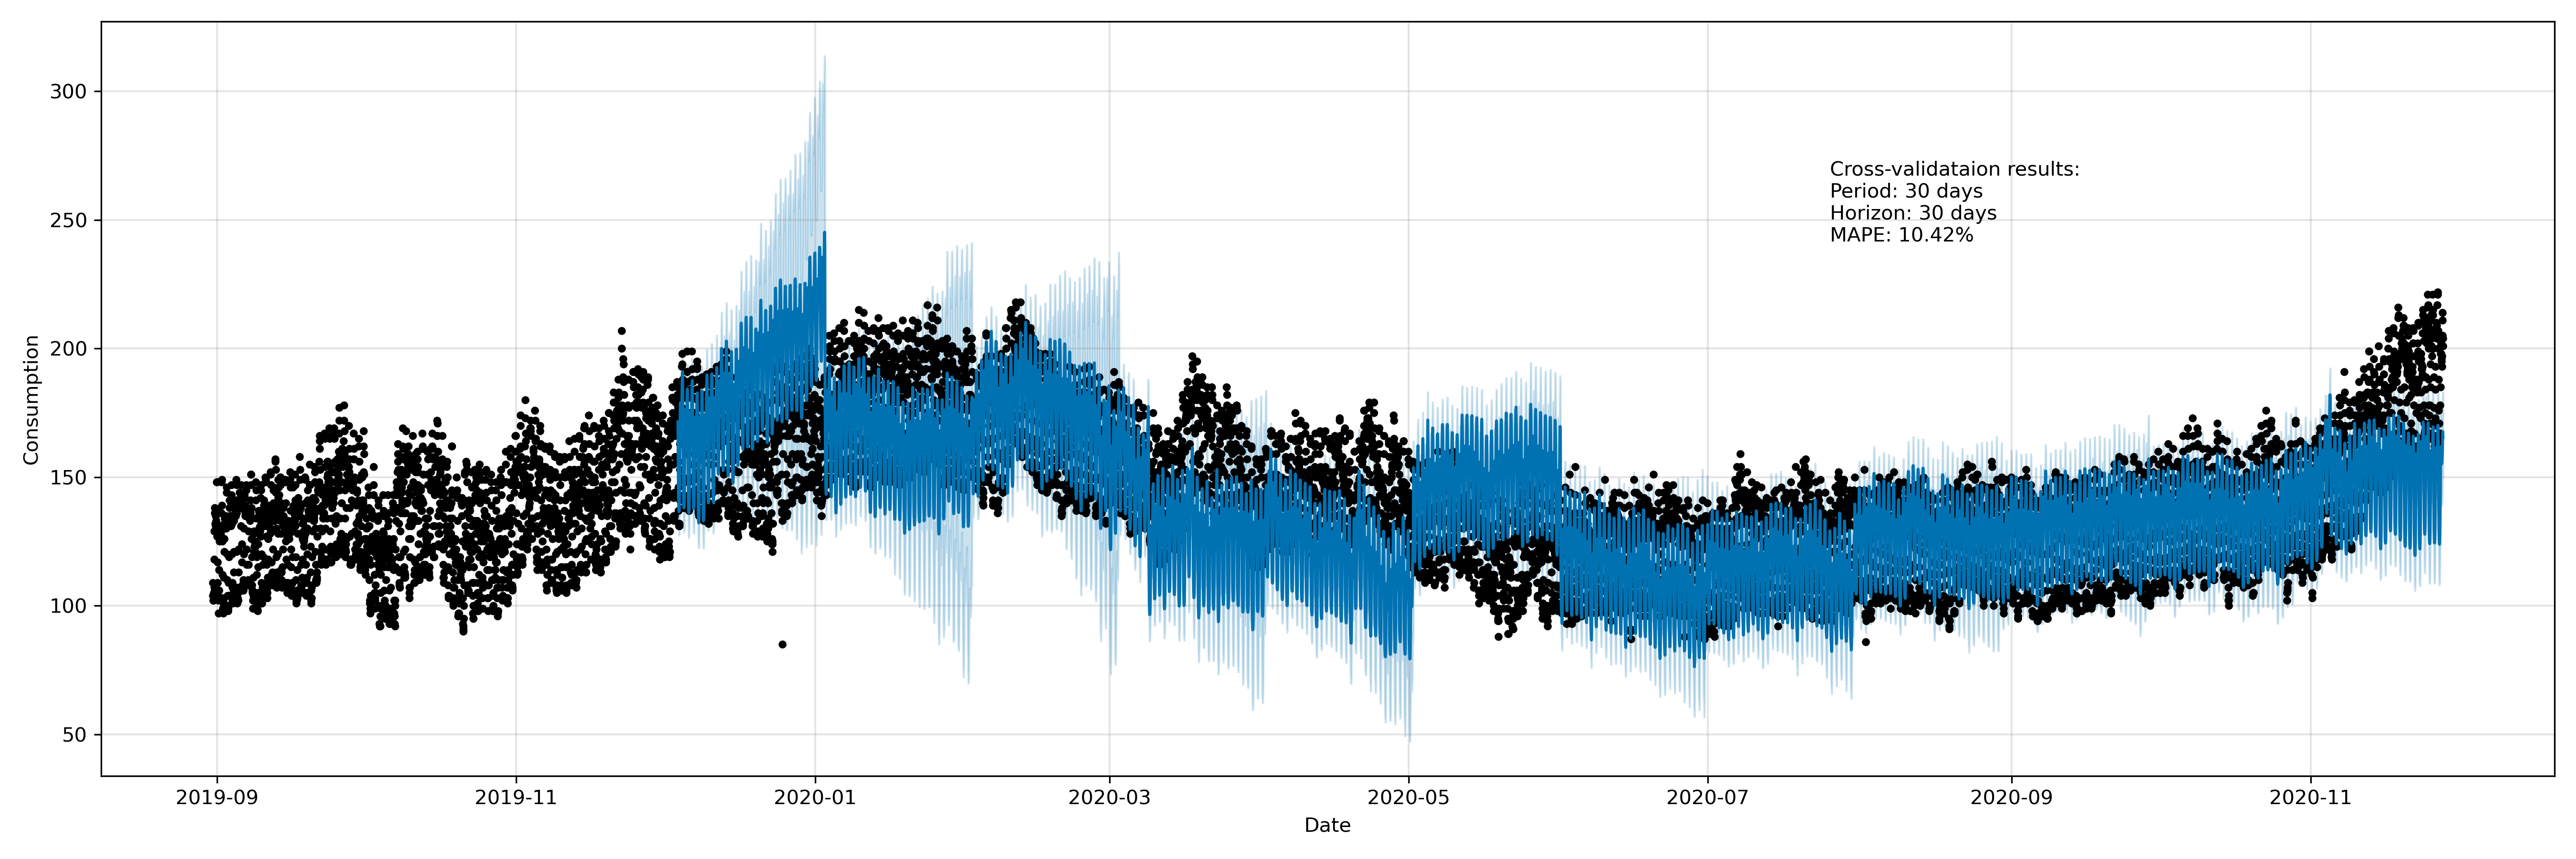 300
250
200
150
100
50
Consumption
Cross-validataion results:
Period: 30 days
Horizon: 30 days
MAPE: 10.42%
2019-09 2019-11 2020-01 2020-03 2020-05 2020-07 2020-09 2020-11
Date